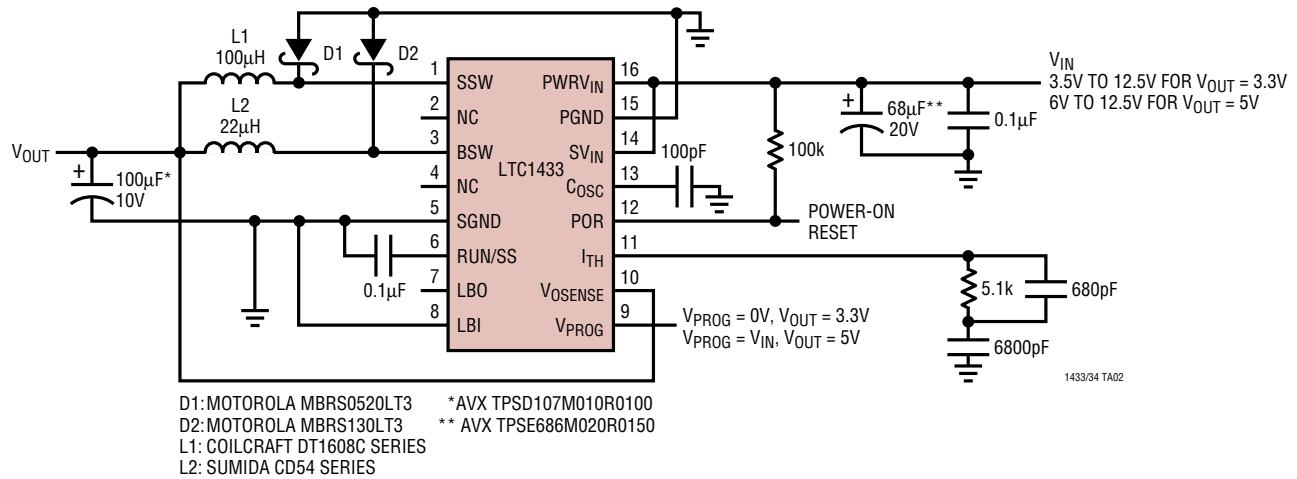 L1
100µH
D1
D2
L2
22µH
VOUT
+
100µF*
10V
0.1µF
1
SSW
2
NC
3
BSW
4
NC
5
SGND
6
RUN/SS
7
LBO
8
LBI
LTC1433
16
PWRVIN
15
PGND
14
SVIN
13
COSC
12
POR
11
ITH
10
VOSENSE
9
VPROG
100pF
100k
+
68µF**
20V
0.1µF
VIN
3.5V TO 12.5V FOR VOUT = 3.3V
6V TO 12.5V FOR VOUT = 5V
POWER-ON
RESET
5.1k
680pF
6800pF
VPROG = 0V, VOUT = 3.3V
VPROG = VIN, VOUT = 5V
1433/34 TA02
D1: MOTOROLA MBRS0520LT3 *AVX TPSD107M010R0100
D2: MOTOROLA MBRS130LT3 ** AVX TPSE686M020R0150
L1: COILCRAFT DT1608C SERIES
L2: SUMIDA CD54 SERIES